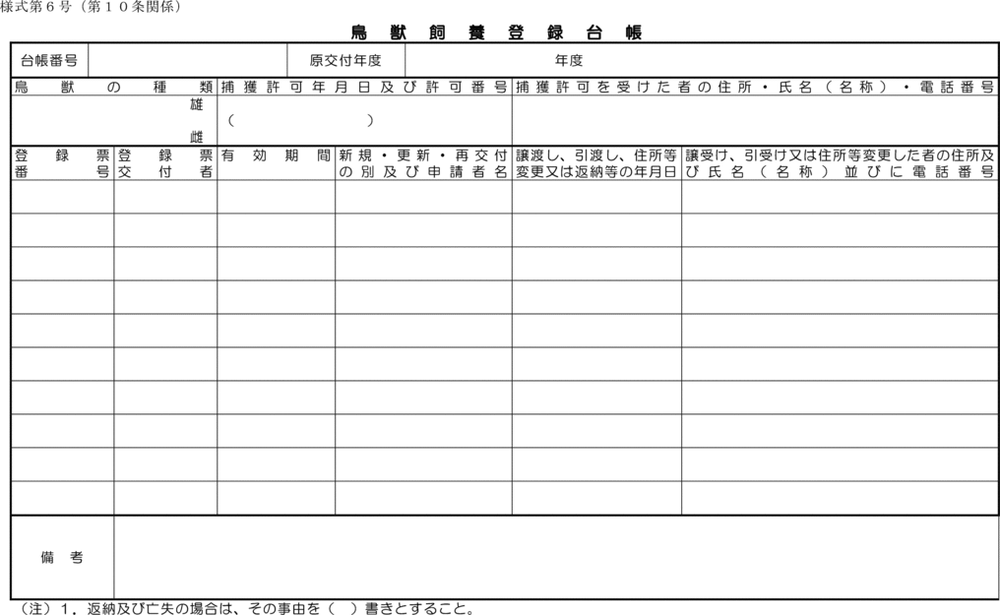 様式第６号（第１０条関係）
鳥獣飼養登録台帳
台帳番号 原交付年度 年度
鳥獣の種類 捕獲許可年月日及び許可番号 捕獲許可を受けた者の住所・氏名（名称）・電話番号
雄
（　　　　　　　　　　）
雌
登録票番号 登録票交付者 有効期間 新規・更新・再交付の別及び申請者名 譲渡し、引渡し、住所等変更又は返納等の年月日 譲受け、引受け又は住所等変更した者の住所及び氏名（名称）並びに電話番号
備考
（注）１．返納及び亡失の場合は、その事由を（　）書きとすること。